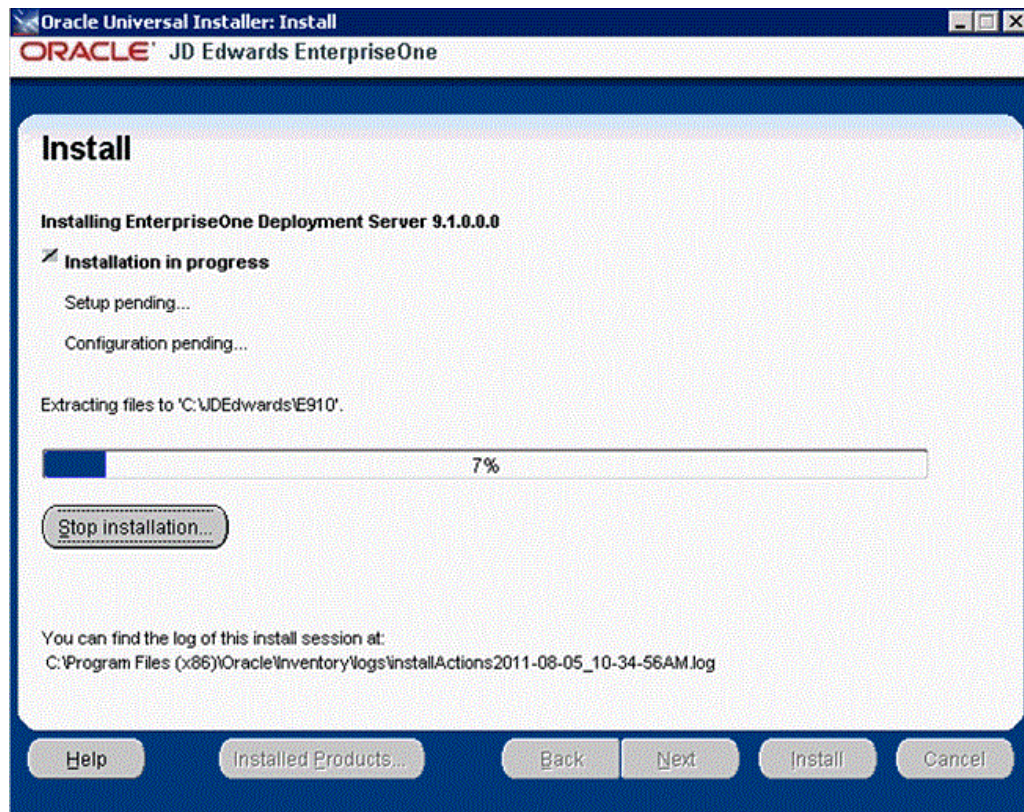 Oracle Universal Installer: Install
ORACLE® JD Edwards EnterpriseOne
Install
Installing EnterpriseOne Deployment Server 9.1.0.0.0
Installation in progress
Setup pending...
Configuration pending...
Extracting files to 'C:\JDEdwards\E910'.
7%
Stop installation...
You can find the log of this install session at:
C:\Program Files (x86)\Oracle\Inventory\logs\installActions2011-08-05_10-34-56AM.log
Help Installed Products... Back Next Install Cancel